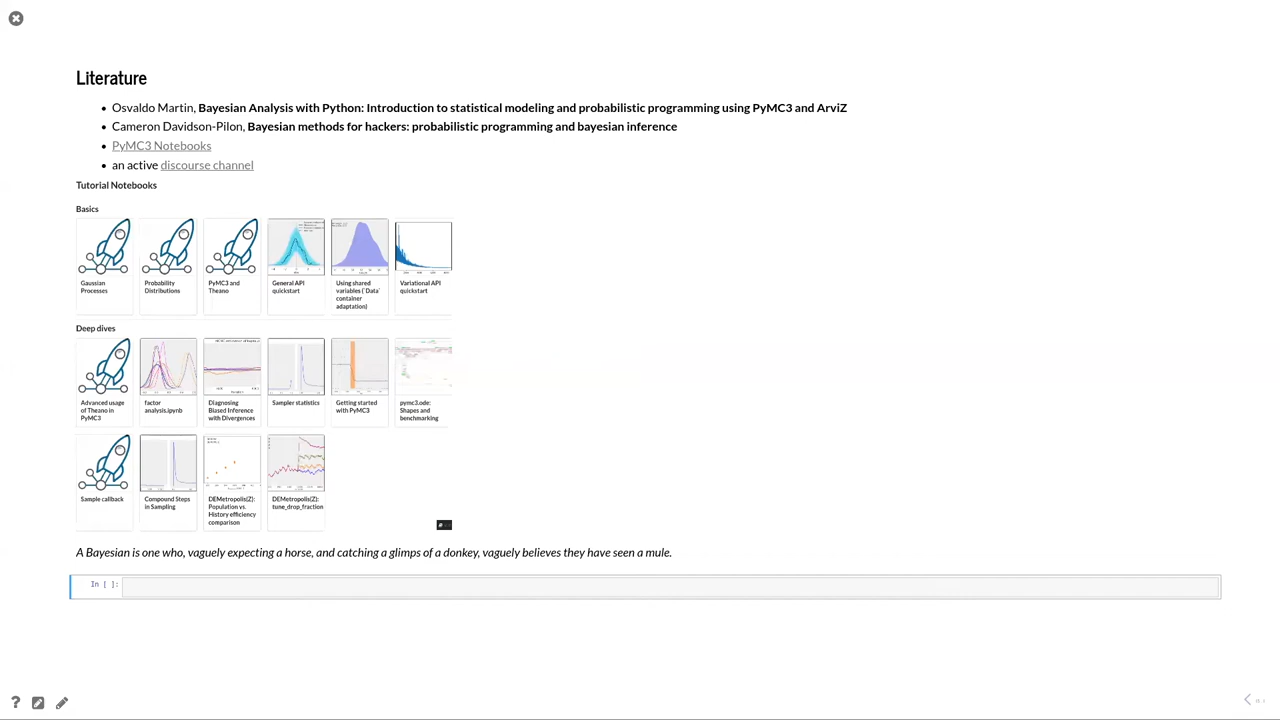 Literature
• Osvaldo Martin, Bayesian Analysis with Python: Introduction to statistical modeling and probabilistic programming using PyMC3 and ArviZ
• Cameron Davidson-Pilon, Bayesian methods for hackers: probabilistic programming and bayesian inference
• PyMC3 Notebooks
• an active discourse channel
Tutorial Notebooks
Basics
Gaussian
Processes
Probability
Distributions
PyMC3 and
Theano
General API
quickstart
Using shared
variables (`Data`
container
adaptation)
Variational API
quickstart
Deep dives
Advanced usage
of Theano in
PyMC3
factor
analysis.ipynb
Diagnosing
Biased Inference
with Divergences
Sampler statistics
Getting started
with PyMC3
pymc3.ode:
Shapes and
benchmarking
Sample callback
Compound Steps
in Sampling
DEMetropolis(Z):
Population vs.
History efficiency
comparison
DEMetropolis(Z):
tune_drop_fraction
A Bayesian is one who, vaguely expecting a horse, and catching a glimps of a donkey, vaguely believes they have seen a mule.
In [ ]: